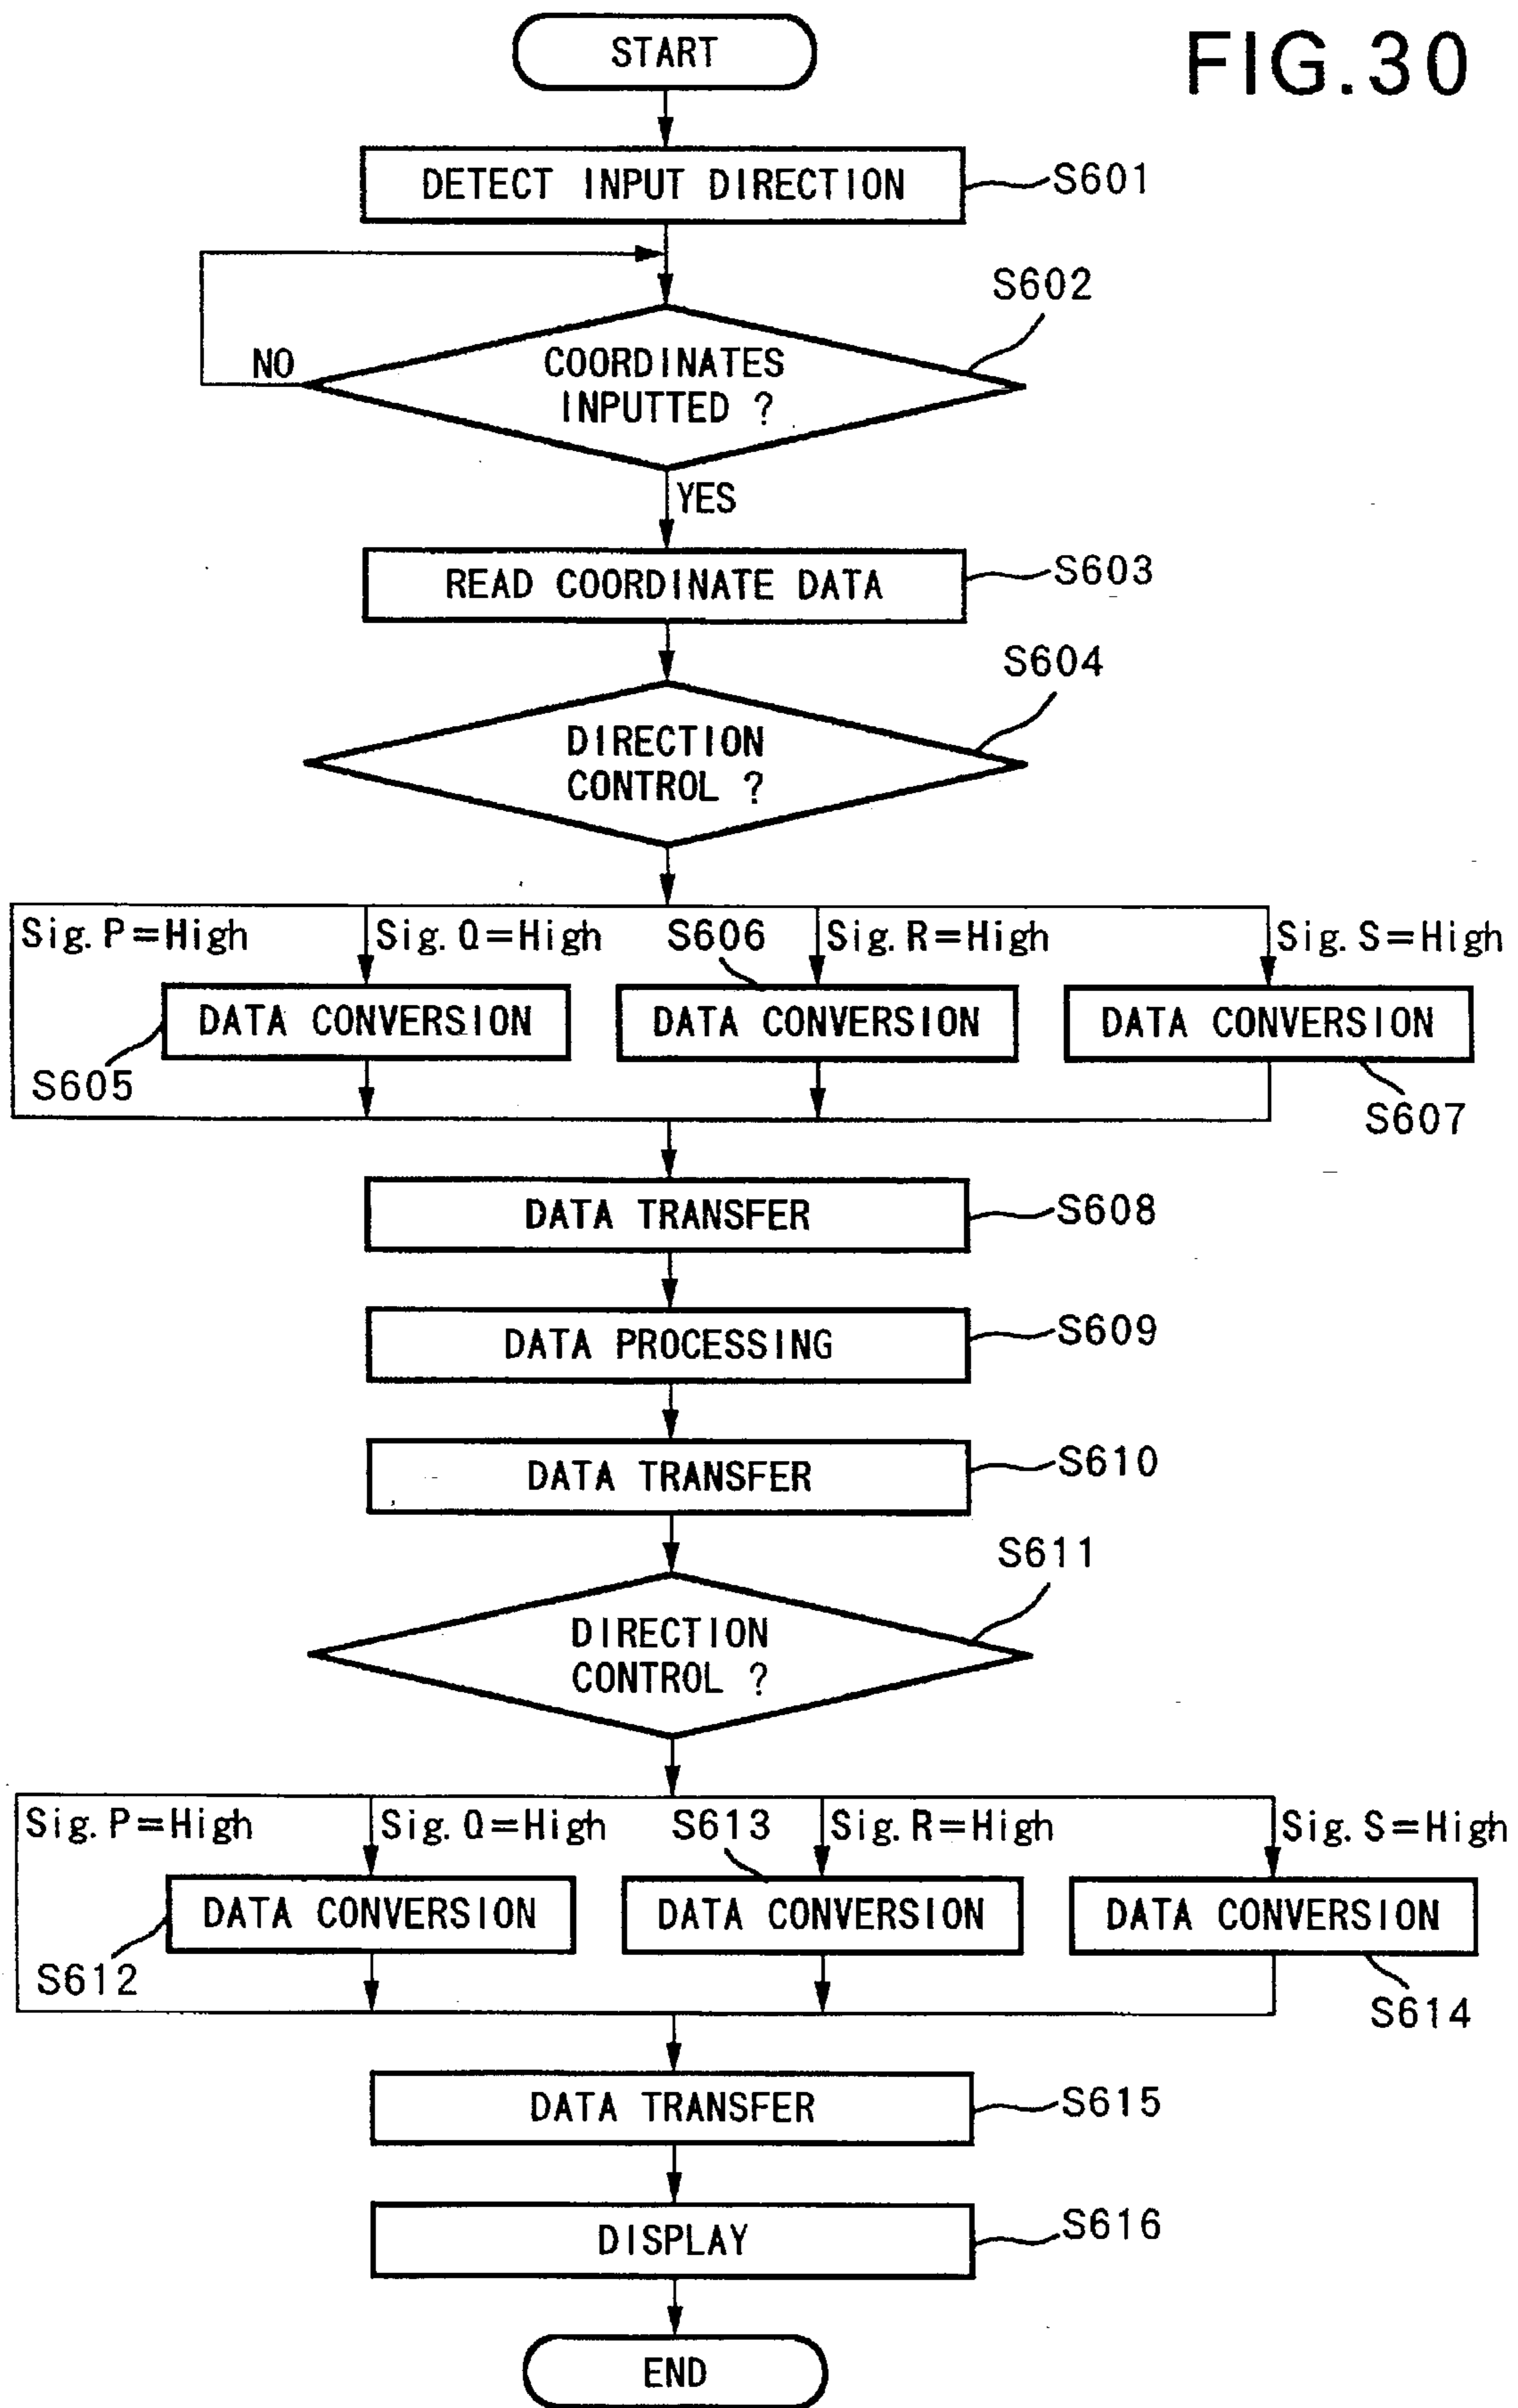 FIG.30
START
DETECT INPUT DIRECTION
S601
S602
COORDINATES
INPUTTED ?
NO
YES
READ COORDINATE DATA
S603
S604
DIRECTION
CONTROL ?
Sig.P=High
Sig.Q=High
S606
Sig.R=High
Sig.S=High
DATA CONVERSION
DATA CONVERSION
DATA CONVERSION
S605
S607
DATA TRANSFER
S608
DATA PROCESSING
S609
DATA TRANSFER
S610
S611
DIRECTION
CONTROL ?
Sig.P=High
Sig.Q=High
S613
Sig.R=High
Sig.S=High
DATA CONVERSION
DATA CONVERSION
DATA CONVERSION
S612
S614
DATA TRANSFER
S615
DISPLAY
S616
END